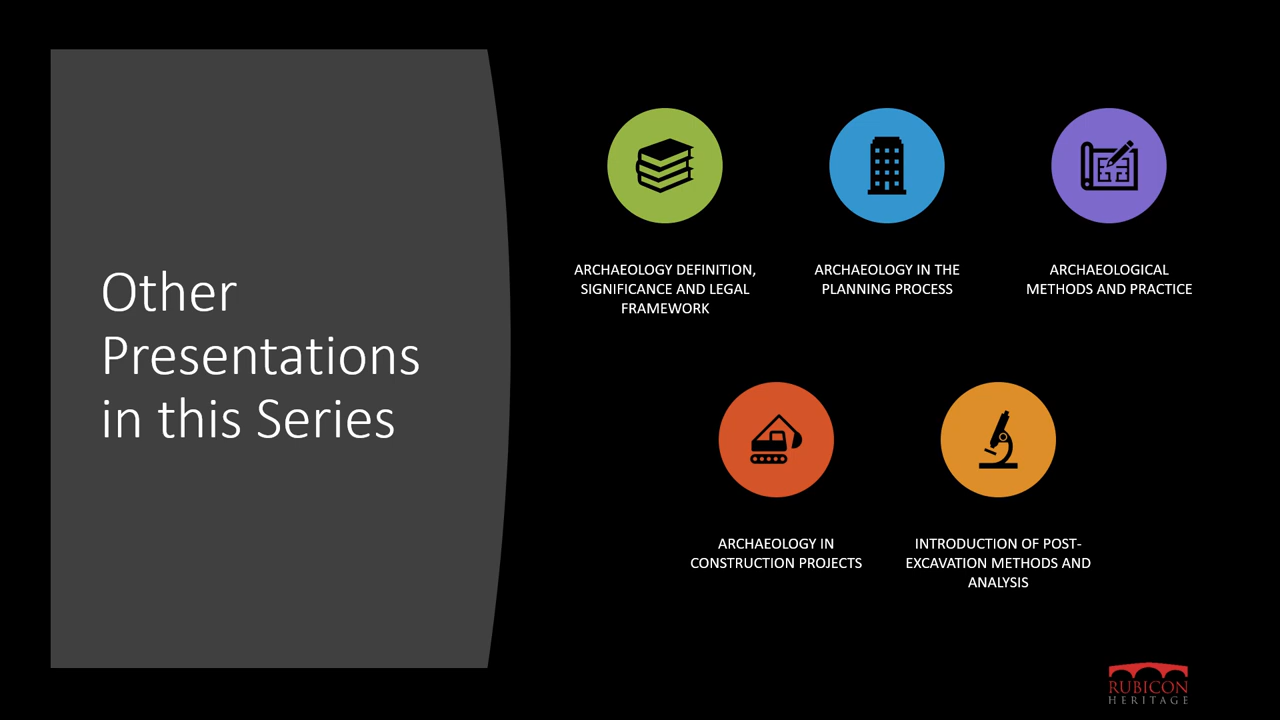 Other
Presentations
in this Series
ARCHAEOLOGY DEFINITION,
SIGNIFICANCE AND LEGAL
FRAMEWORK
ARCHAEOLOGY IN THE
PLANNING PROCESS
ARCHAEOLOGICAL
METHODS AND PRACTICE
ARCHAEOLOGY IN
CONSTRUCTION PROJECTS
INTRODUCTION OF POST-
EXCAVATION METHODS AND
ANALYSIS
RUBICON
HERITAGE